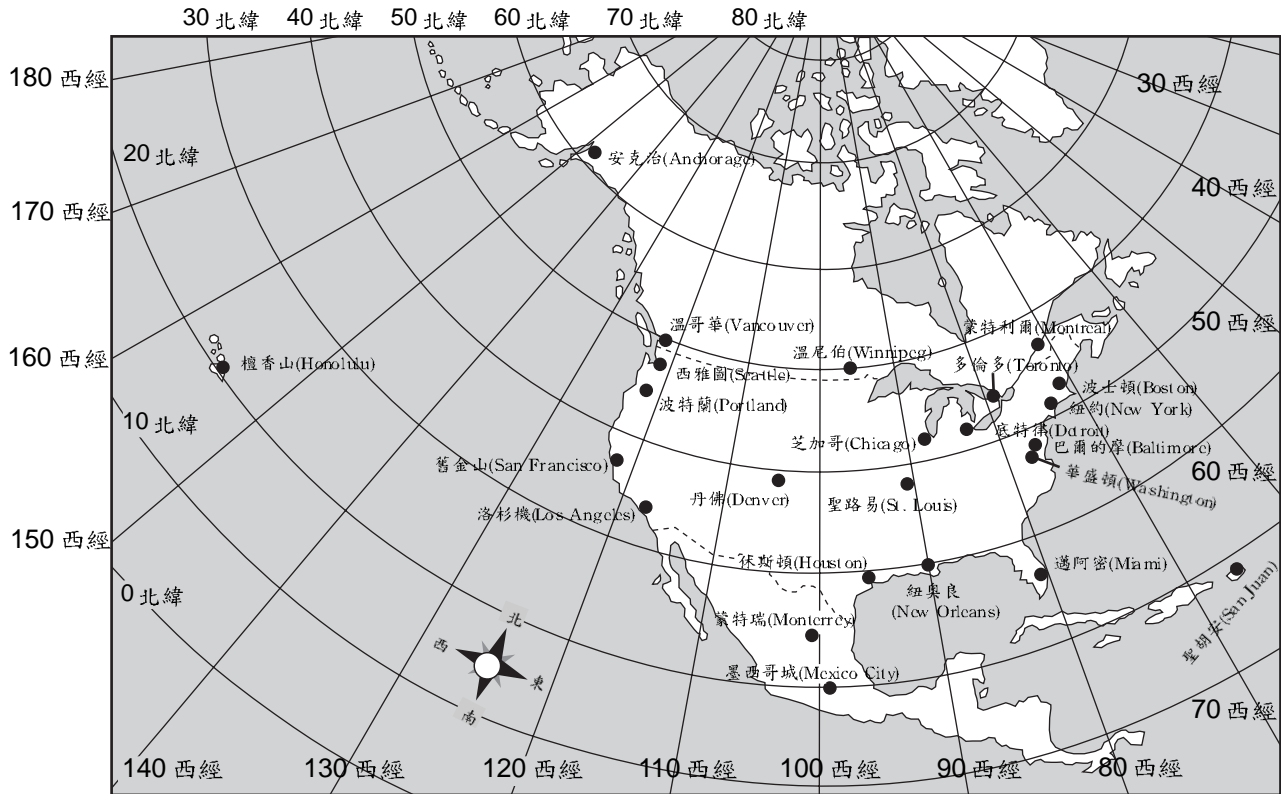 30 北緯
40 北緯
50 北緯
60 北緯
70 北緯
80 北緯
180 西經
30 西經
20 北緯
安克治(Anchorage)
40 西經
170 西經
溫哥華(Vancouver)
蒙特利爾(Montreal)
50 西經
160 西經
檀香山(Honolulu)
溫尼伯(Winnipeg)
多倫多(Toronto)
西雅圖(Seattle)
波士頓(Boston)
波特蘭(Portland)
紐約(New York)
10 北緯
底特律(Detroit)
芝加哥(Chicago)
巴爾的摩(Baltimore)
舊金山(San Francisco)
60 西經
華盛頓(Washington)
丹佛(Denver)
聖路易(St. Louis)
洛杉機(Los Angeles)
150 西經
休斯頓(Houston)
邁阿密(Miami)
0 北緯
紐奧良
(New Orleans)
聖胡安(San Juan)
北
蒙特瑞(Monterrey)
西
墨西哥城(Mexico City)
東
南
70 西經
140 西經
130 西經
120 西經
110 西經
100 西經
90 西經
80 西經